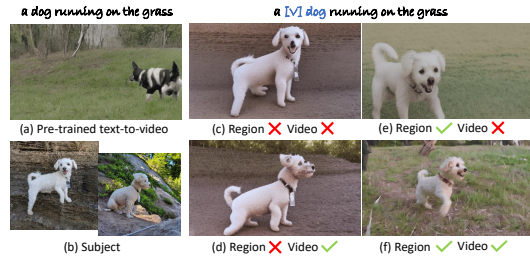 a dog running on the grass
a [V] dog running on the grass
(a) Pre-trained text-to-video
(c) Region ✗ Video ✗
(e) Region ✓ Video ✗
(b) Subject
(d) Region ✗ Video ✓
(f) Region ✓ Video ✓